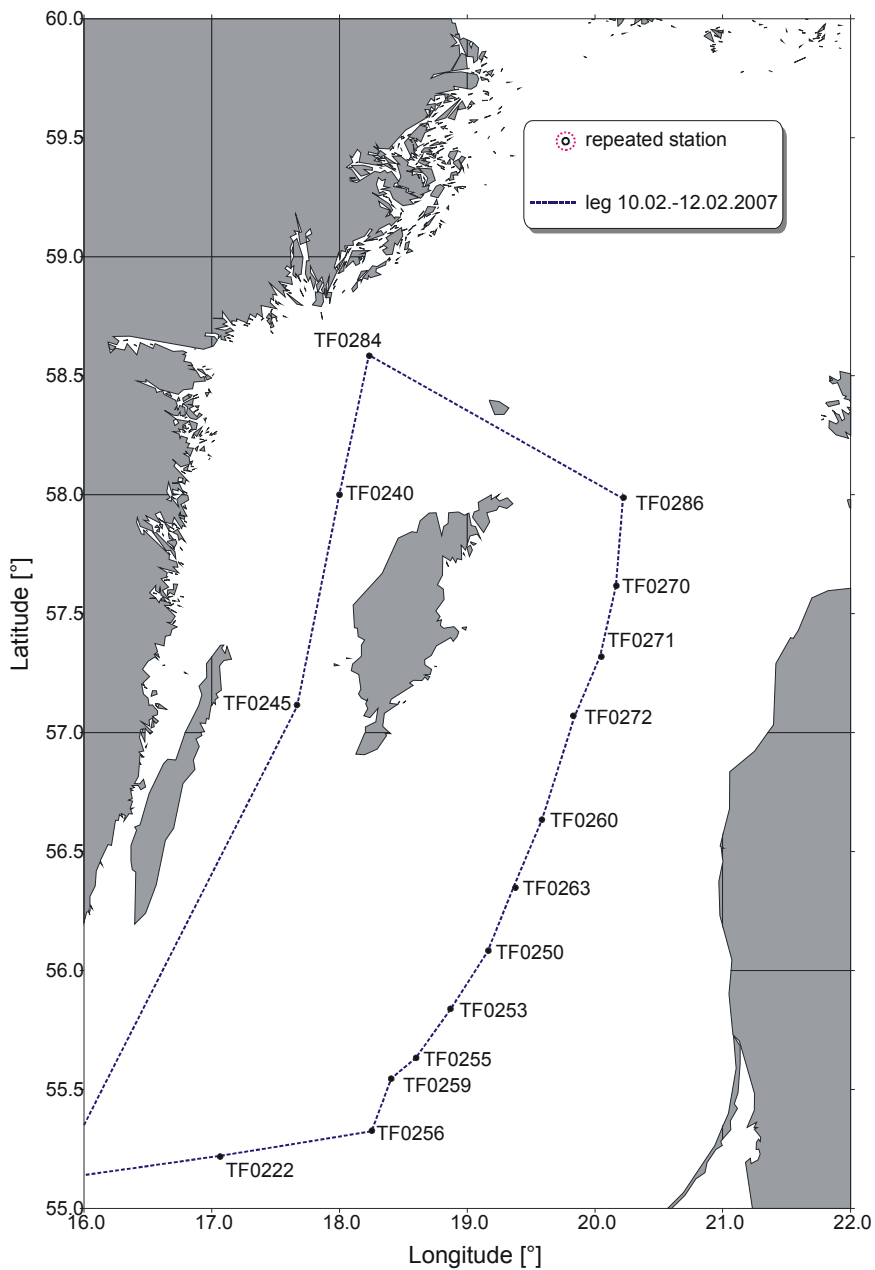 60.0
59.5
repeated station
leg 10.02.-12.02.2007
59.0
TF0284
58.5
58.0
TF0240
TF0286
TF0270
57.5
TF0271
Latitude [°]
TF0245
TF0272
57.0
TF0260
56.5
TF0263
TF0250
56.0
TF0253
TF0255
55.5
TF0259
TF0256
TF0222
55.0
16.0 17.0 18.0 19.0 20.0 21.0 22.0
Longitude [°]